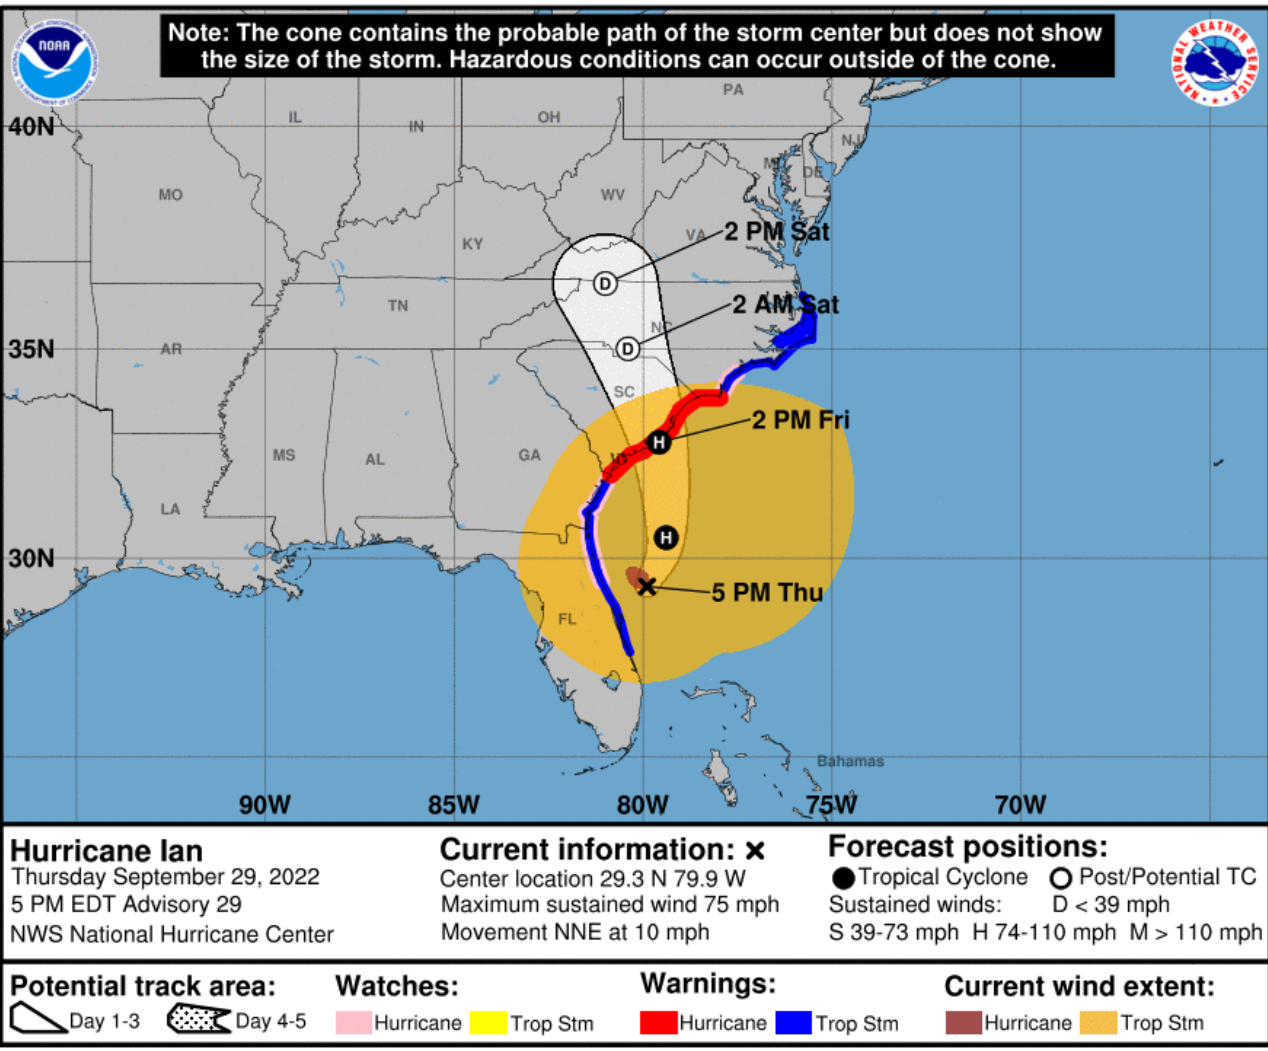 Note: The cone contains the probable path of the storm center but does not show
the size of the storm. Hazardous conditions can occur outside of the cone.
NOAA
NATIONAL WEATHER SERVICE
PA
40N
IL
IN
OH
NJ
DE
MO
WV
KY
VA
2 PM Sat
TN
2 AM Sat
NC
35N
AR
SC
2 PM Fri
MS
AL
GA
LA
30N
5 PM Thu
FL
D
D
H
H
Bahamas
90W
85W
80W
75W
70W
Hurricane Ian
Thursday September 29, 2022
5 PM EDT Advisory 29
NWS National Hurricane Center
Current information: ×
Center location 29.3 N 79.9 W
Maximum sustained wind 75 mph
Movement NNE at 10 mph
Forecast positions:
Tropical Cyclone
Post/Potential TC
Sustained winds: D < 39 mph
S 39-73 mph H 74-110 mph M > 110 mph
Potential track area:
Day 1-3
Day 4-5
Watches:
Hurricane
Trop Stm
Warnings:
Hurricane
Trop Stm
Current wind extent:
Hurricane
Trop Stm